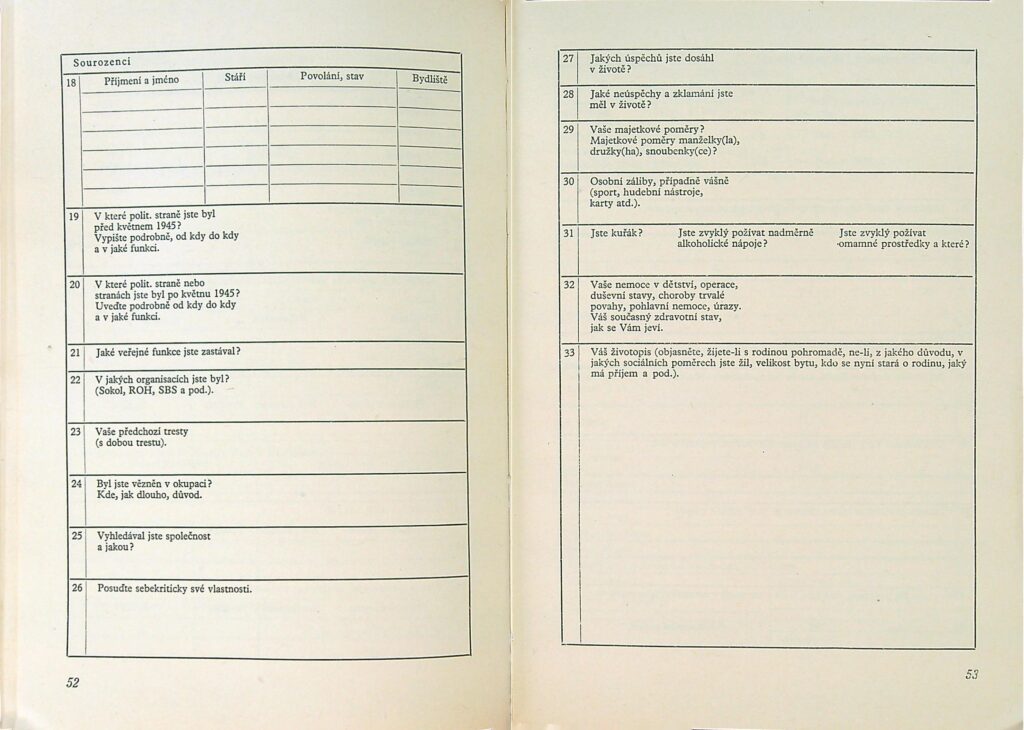 Sourozenci
18 Příjmení a jméno Stáří Povolání, stav Bydliště
19 V které polit. straně jste byl
před květnem 1945?
Vypište podrobně, od kdy do kdy
a v jaké funkci.
20 V které polit. straně nebo
stranách jste byl po květnu 1945?
Uveďte podrobně od kdy do kdy
a v jaké funkci.
21 Jaké veřejné funkce jste zastával?
22 V jakých organisacích jste byl?
(Sokol, ROH, SBS a pod.).
23 Vaše předchozí tresty
(s dobou trestu).
24 Byl jste vězněn v okupaci?
Kde, jak dlouho, důvod.
25 Vyhledával jste společnost
a jakou?
26 Posuďte sebekriticky své vlastnosti.
52
27 Jakých úspěchů jste dosáhl
v životě?
28 Jaké neúspěchy a zklamání jste
měl v životě?
29 Vaše majetkové poměry?
Majetkové poměry manželky(la),
družky(ha), snoubenky(ce)?
30 Osobní záliby, případně vášně
(sport, hudební nástroje,
karty atd.).
31 Jste kuřák? Jste zvyklý požívat nadměrně Jste zvyklý požívat
alkoholické nápoje? omamné prostředky a které?
32 Vaše nemoce v dětství, operace,
duševní stavy, choroby trvalé
povahy, pohlavní nemoce, úrazy.
Váš současný zdravotní stav,
jak se Vám jeví.
33 Váš životopis (objasněte, žijete-li s rodinou pohromadě, ne-li, z jakého důvodu, v
jakých sociálních poměrech jste žil, velikost bytu, kdo se nyní stará o rodinu, jaký
má příjem a pod.).
53